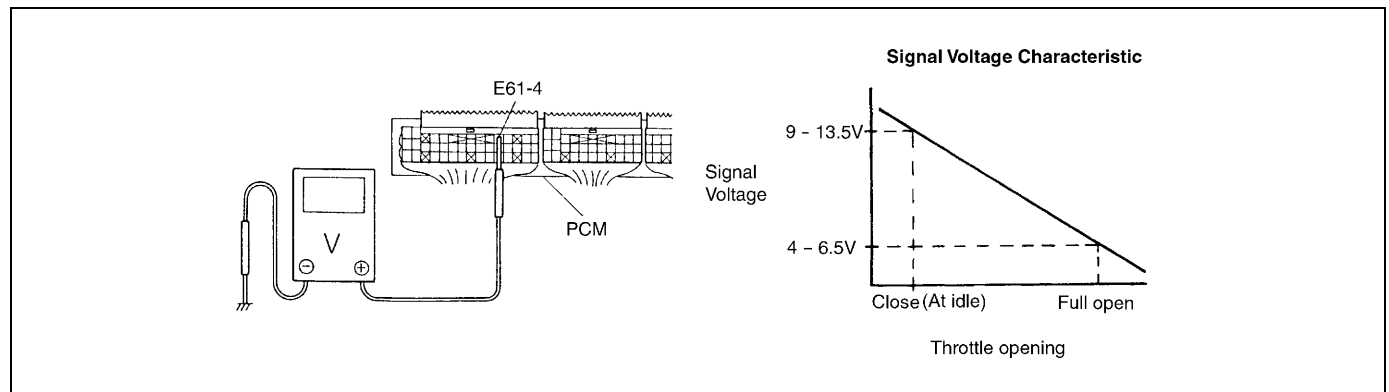 E61-4
V
PCM
Signal Voltage Characteristic
9 – 13.5V
Signal
Voltage
4 – 6.5V
Close (At idle)
Full open
Throttle opening